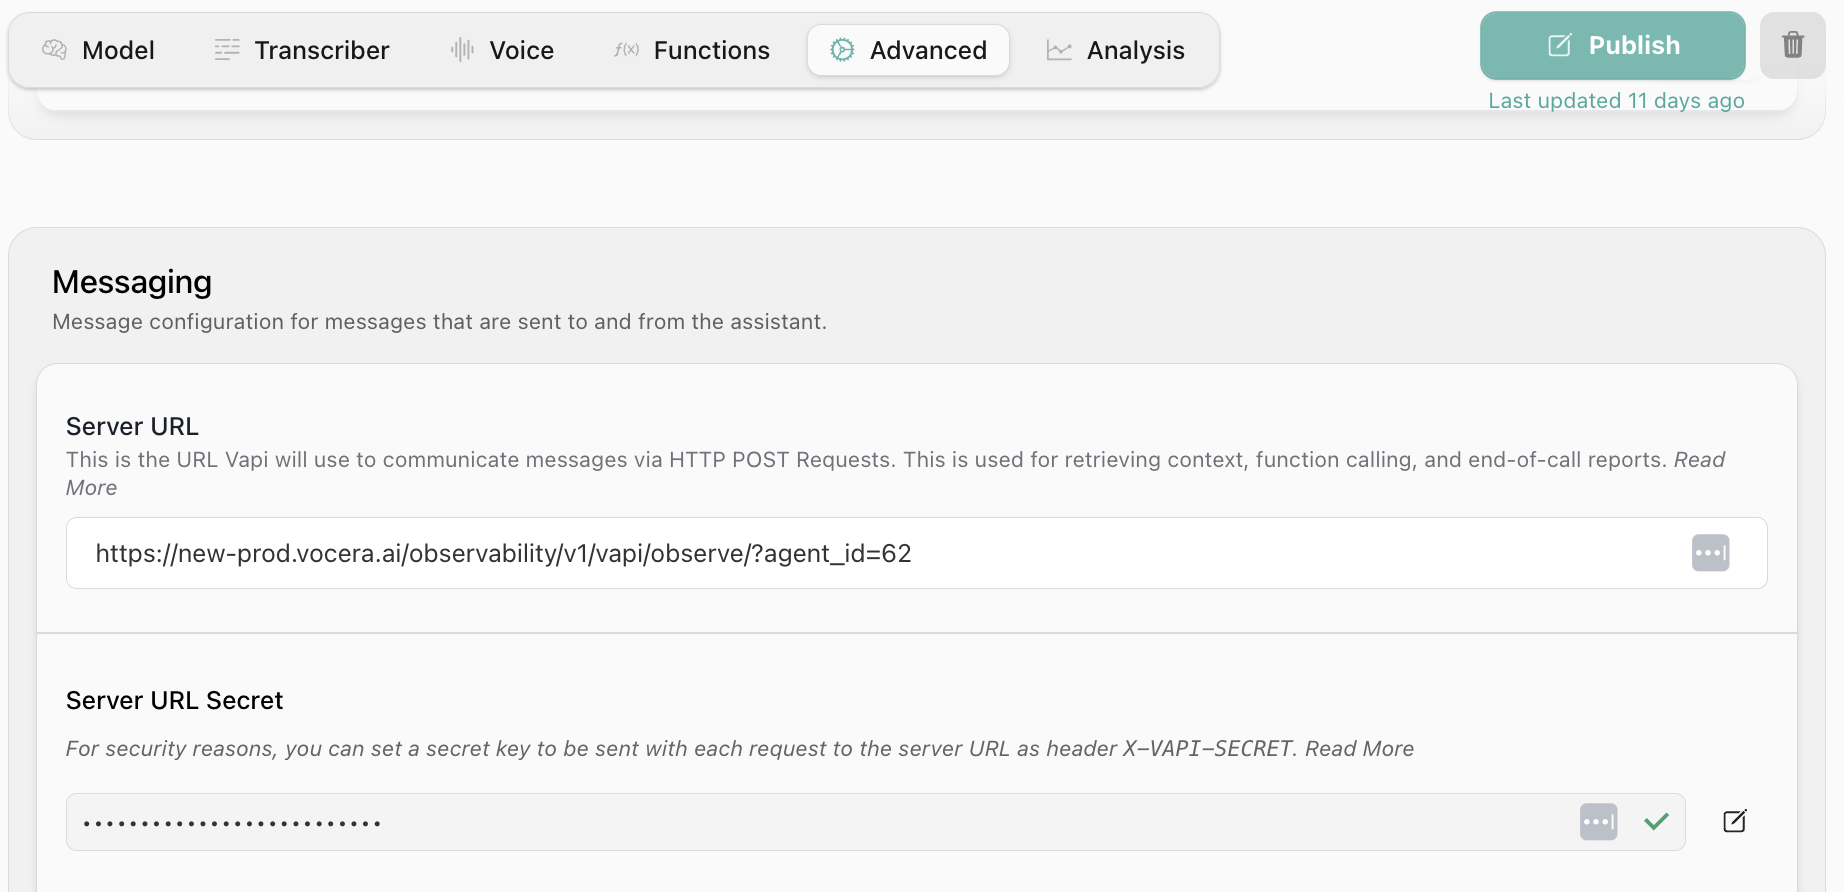 Model Transcriber Voice f(x) Functions Advanced Analysis Publish
Last updated 11 days ago
Messaging
Message configuration for messages that are sent to and from the assistant.
Server URL
This is the URL Vapi will use to communicate messages via HTTP POST Requests. This is used for retrieving context, function calling, and end-of-call reports. Read
More
https://new-prod.vocera.ai/observability/v1/vapi/observe/?agent_id=62
Server URL Secret
For security reasons, you can set a secret key to be sent with each request to the server URL as header X-VAPI-SECRET. Read More
••••••••••••••••••••••••••